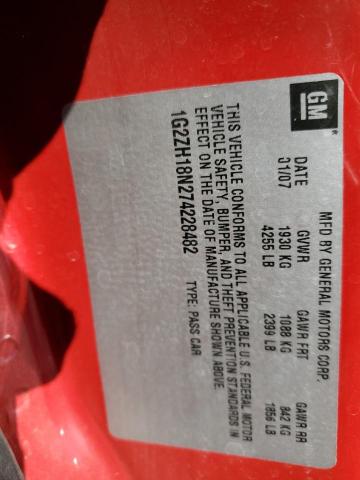 GM
MFD BY GENERAL MOTORS CORP.
DATE GVWR GAWR FRT GAWR RR
01/07 1930 KG 1088 KG 842 KG
4255 LB 2399 LB 1856 LB
THIS VEHICLE CONFORMS TO ALL APPLICABLE U.S. FEDERAL MOTOR
VEHICLE SAFETY, BUMPER, AND THEFT PREVENTION STANDARDS IN
EFFECT ON THE DATE OF MANUFACTURE SHOWN ABOVE.
1G2ZH18N274228482 TYPE: PASS CAR